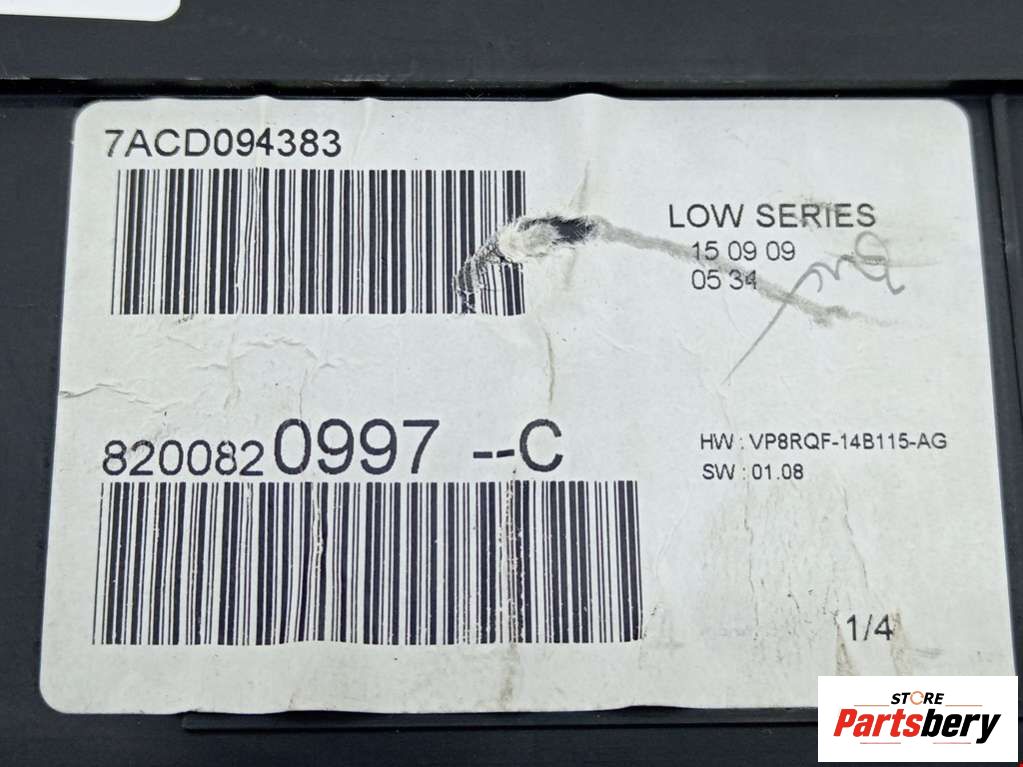 7ACD094383
LOW SERIES
15 09 09
05 34
8200820997 --C
HW : VP8RQF-14B115-AG
SW : 01.08
1/4
STORE
Partsbery